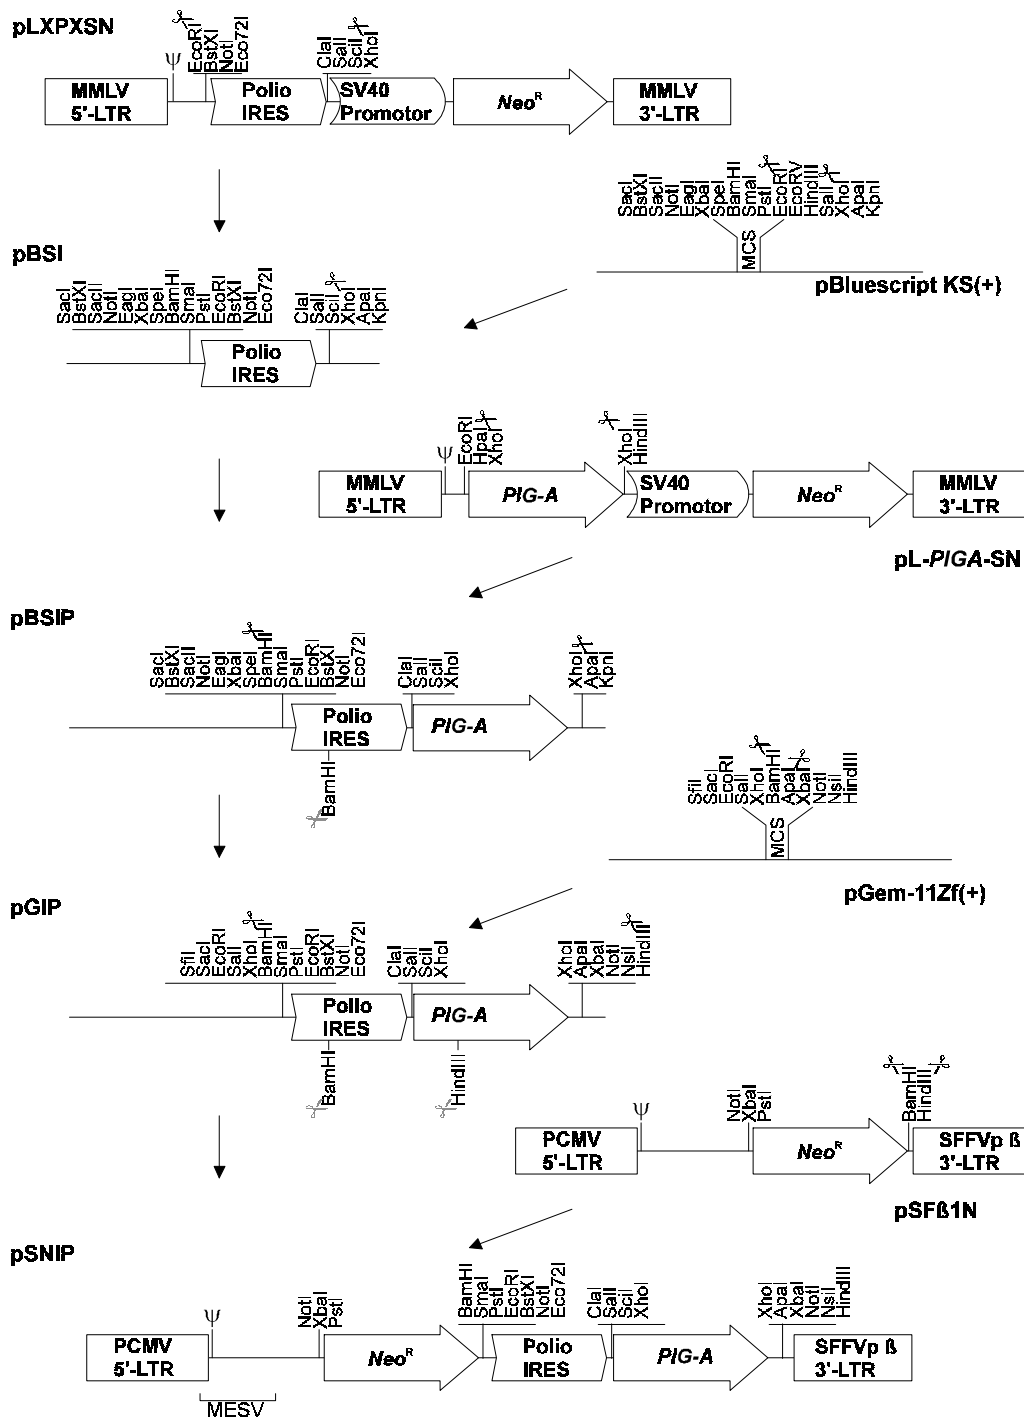 pLXPXSN
EcoRI
BstXI
NotI
Eco72I
ClaI
SalI
SciI
XhoI
Ψ
MMLV
5'-LTR
Polio
IRES
SV40
Promotor
NeoR
MMLV
3'-LTR
SacI
BstXI
SacII
NotI
EagI
XbaI
SpeI
BamHI
SmaI
PstI
EcoRI
EcoRV
HindIII
SalI
XhoI
ApaI
KpnI
MCS
pBluescript KS(+)
pBSI
SacI
BstXI
SacII
NotI
EagI
XbaI
SpeI
BamHI
SmaI
PstI
EcoRI
BstXI
NotI
Eco72I
ClaI
SalI
SciI
XhoI
ApaI
KpnI
Polio
IRES
Ψ
EcoRI
HpaI
XhoI
XhoI
HindIII
MMLV
5'-LTR
PIG-A
SV40
Promotor
NeoR
MMLV
3'-LTR
pL-PIGA-SN
pBSIP
SacI
BstXI
SacII
NotI
EagI
XbaI
SpeI
BamHI
SmaI
PstI
EcoRI
BstXI
NotI
Eco72I
ClaI
SalI
SciI
XhoI
XhoI
ApaI
KpnI
Polio
IRES
PIG-A
BamHI
SfiI
SacI
EcoRI
SalI
XhoI
BamHI
ApaI
XbaI
NotI
NsiI
HindIII
MCS
pGem-11Zf(+)
pGIP
SfiI
SacI
EcoRI
SalI
XhoI
BamHI
SmaI
PstI
EcoRI
BstXI
NotI
Eco72I
ClaI
SalI
SciI
XhoI
XhoI
ApaI
XbaI
NotI
NsiI
HindIII
Polio
IRES
PIG-A
BamHI
HindIII
Ψ
NotI
XbaI
PstI
BamHI
HindIII
PCMV
5'-LTR
NeoR
SFFVp ß
3'-LTR
pSFß1N
pSNIP
Ψ
NotI
XbaI
PstI
BamHI
SmaI
PstI
EcoRI
BstXI
NotI
Eco72I
ClaI
SalI
SciI
XhoI
XhoI
ApaI
XbaI
NotI
NsiI
HindIII
PCMV
5'-LTR
NeoR
Polio
IRES
PIG-A
SFFVp ß
3'-LTR
MESV